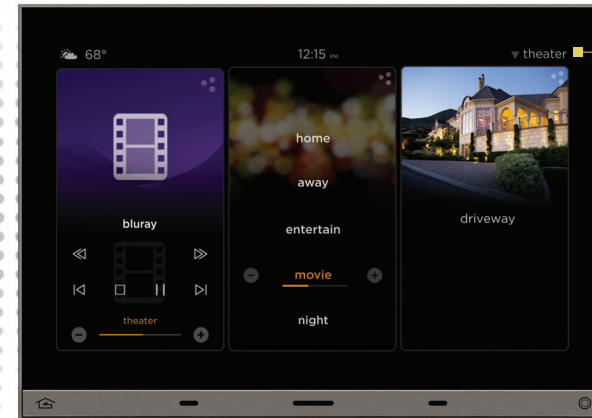 68°
12:15 PM
theater
bluray
theater
home
away
entertain
movie
night
driveway